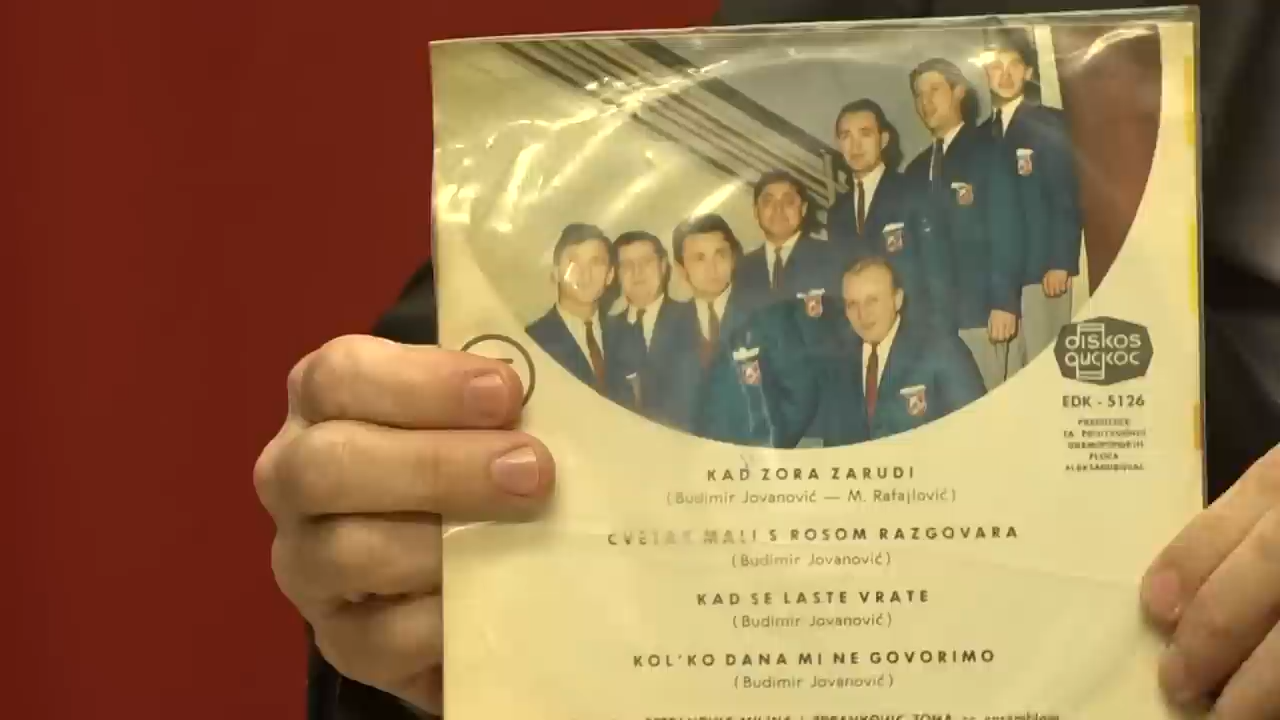 diskos
дискос
EDK - 5126
KAD ZORA ZARUDI
(Budimir Jovanović — M. Rafajlović)
CVETAK MALI S ROSOM RAZGOVARA
(Budimir Jovanović)
KAD SE LASTE VRATE
(Budimir Jovanović)
KOL'KO DANA MI NE GOVORIMO
(Budimir Jovanović)